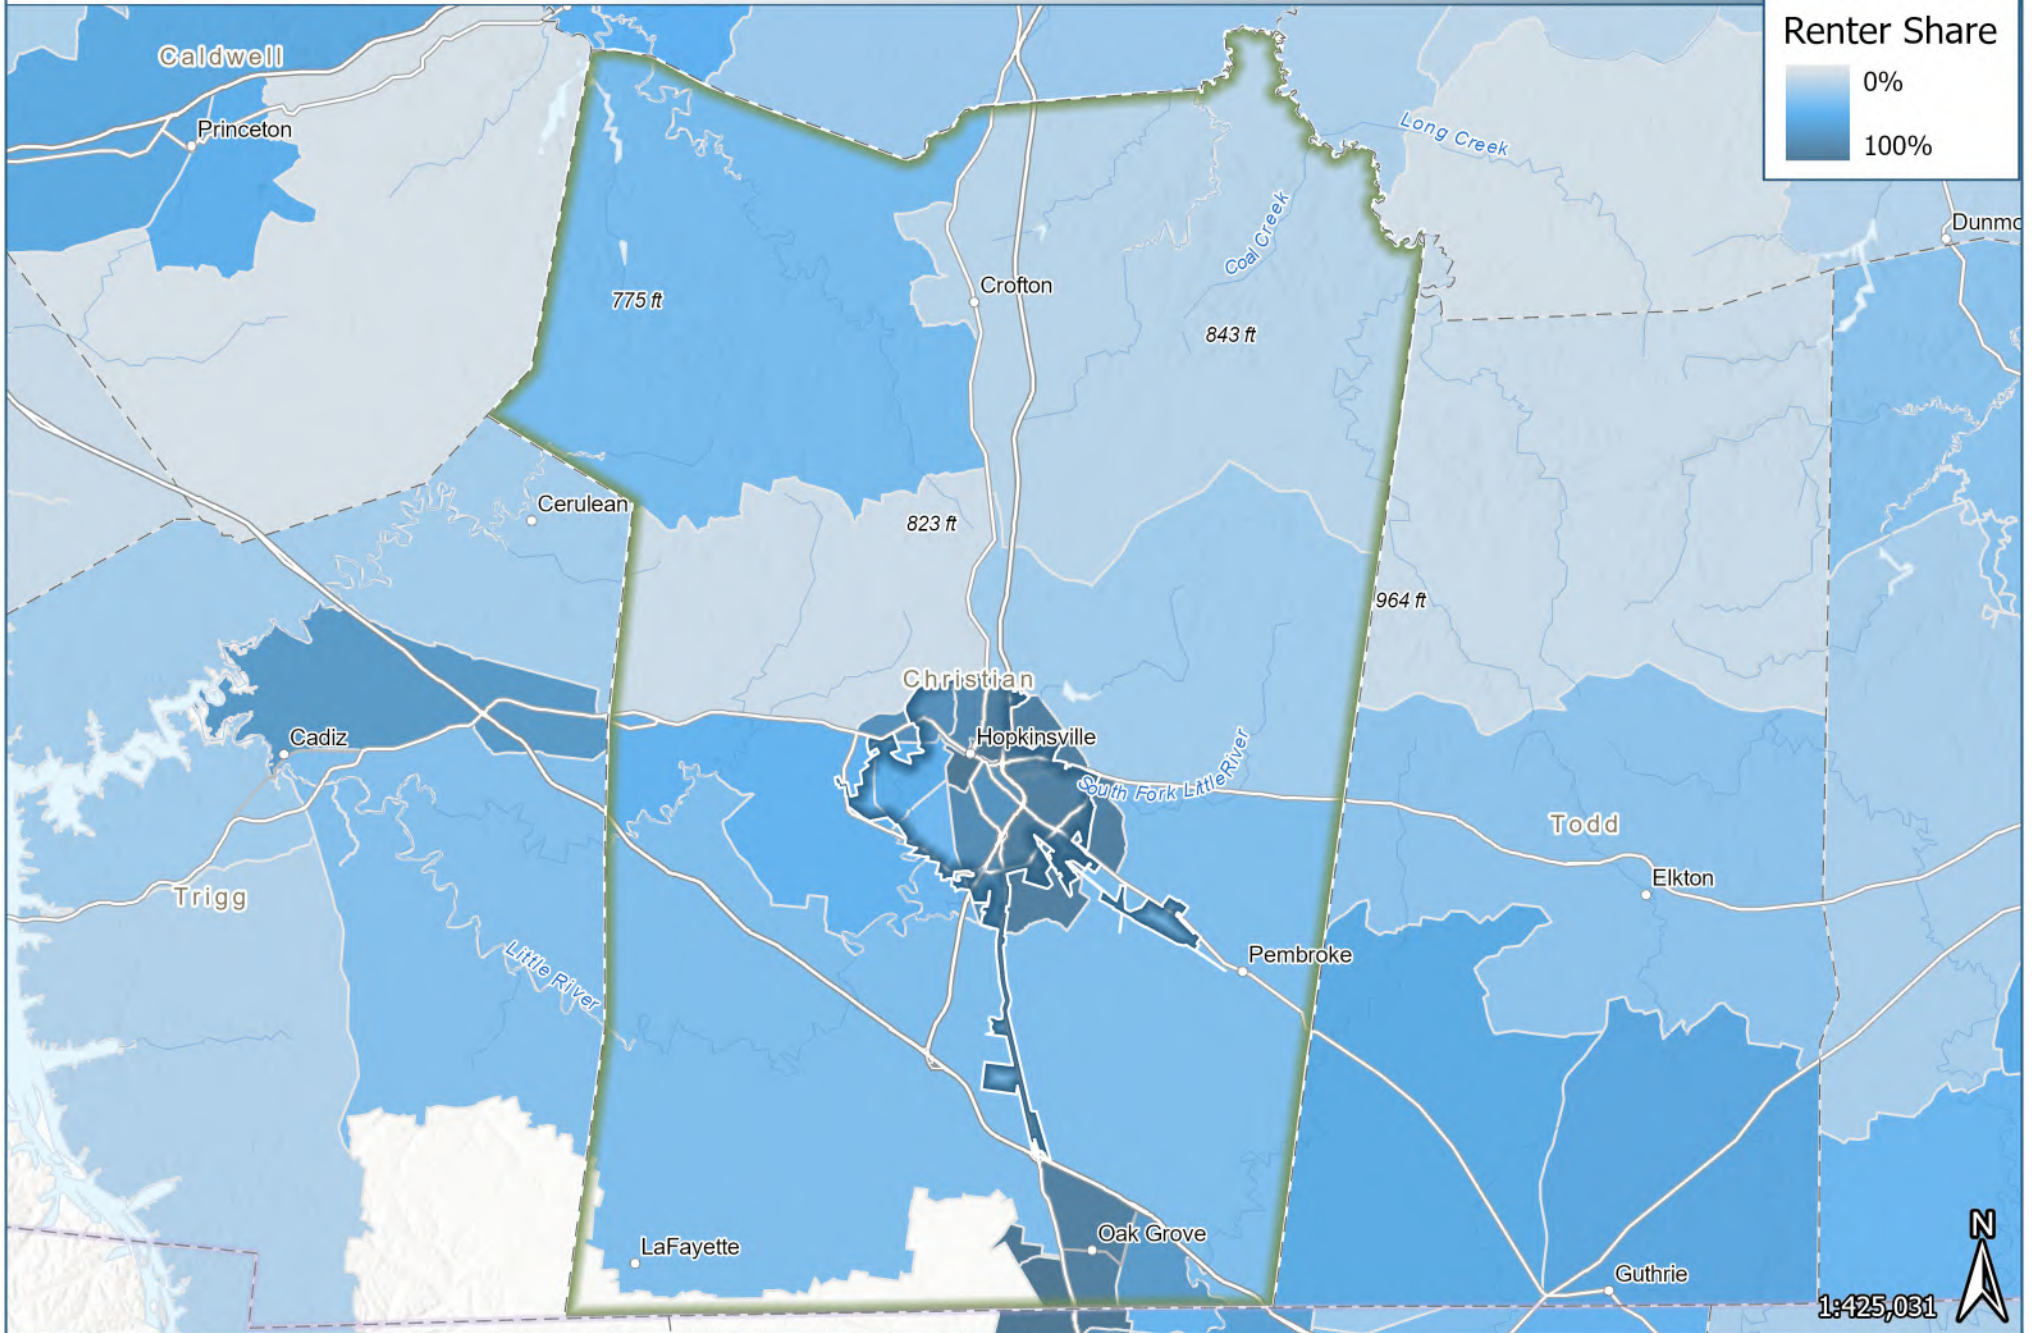 Renter Share
0%
100%
Caldwell
Princeton
Long Creek
Dunmo
Coal Creek
Crofton
775 ft
843 ft
Cerulean
823 ft
964 ft
Christian
Hopkinsville
Cadiz
South Fork LittleRiver
Todd
Elkton
Trigg
Little River
Pembroke
Oak Grove
LaFayette
Guthrie
N
1:425,031